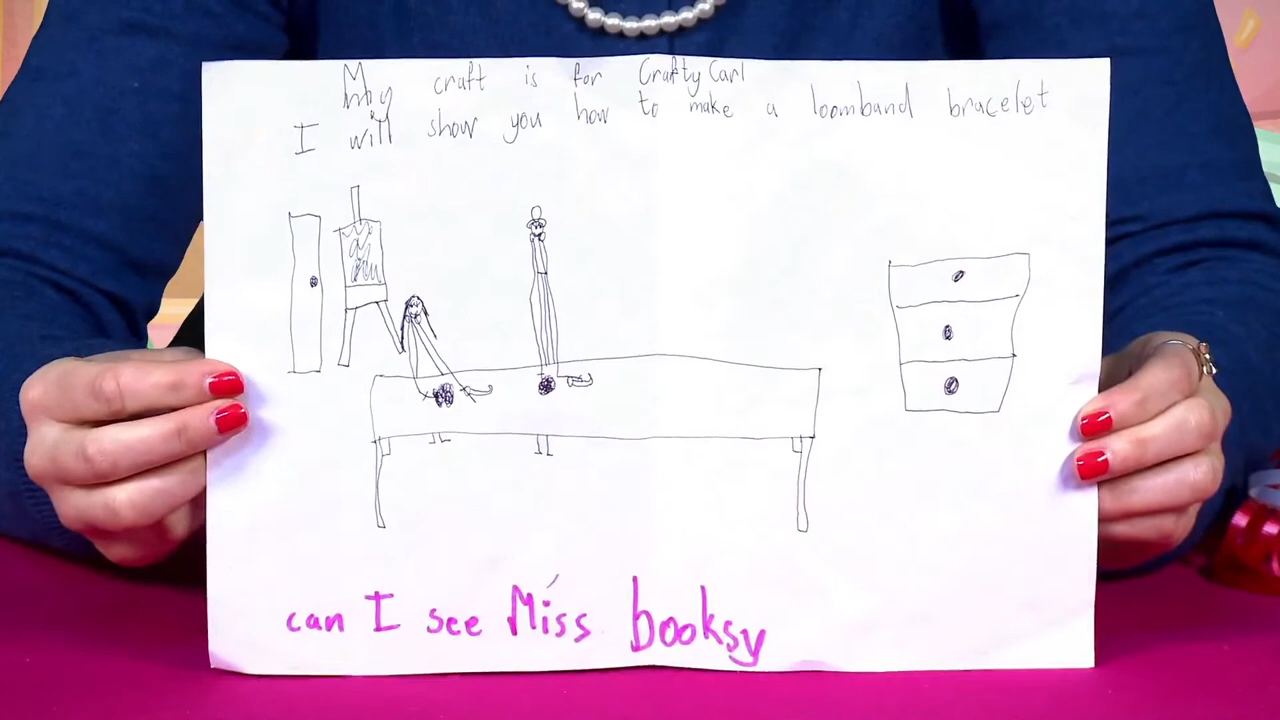 My craft is for Crafty Carl
I will show you how to make a loomband bracelet
can I see Miss booksy